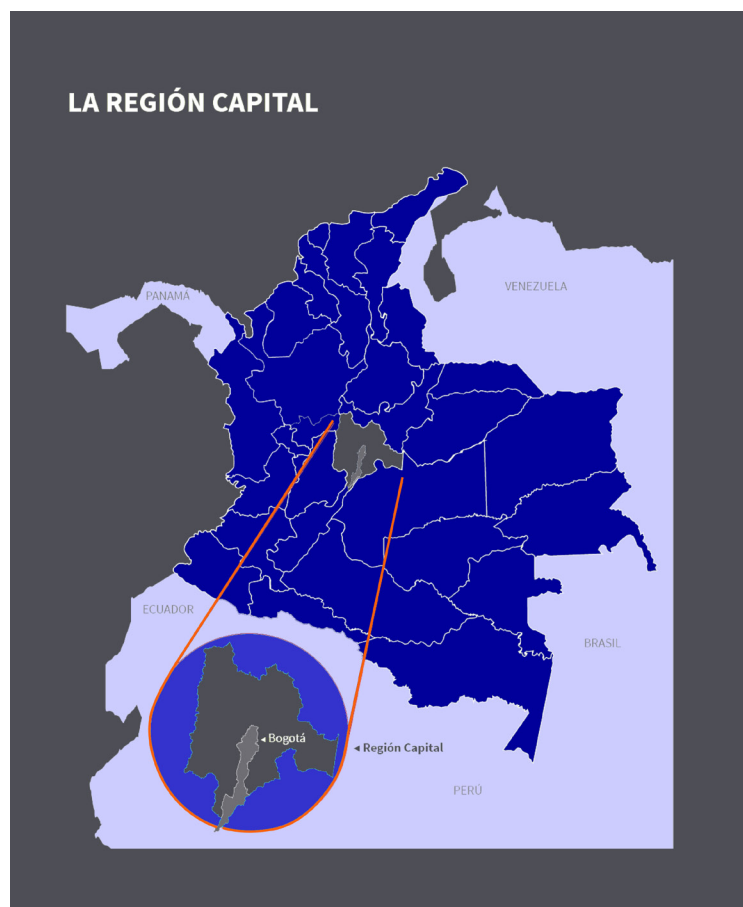 LA REGIÓN CAPITAL
PANAMÁ
VENEZUELA
ECUADOR
BRASIL
◂ Bogotá
◂ Región Capital
PERÚ